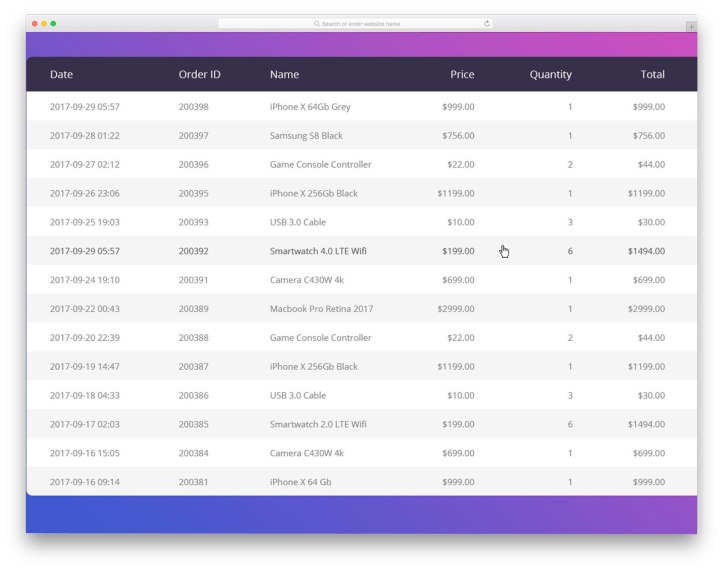 Search or enter website name
Date Order ID Name Price Quantity Total
2017-09-29 05:57 200398 iPhone X 64Gb Grey $999.00 1 $999.00
2017-09-28 01:22 200397 Samsung S8 Black $756.00 1 $756.00
2017-09-27 02:12 200396 Game Console Controller $22.00 2 $44.00
2017-09-26 23:06 200395 iPhone X 256Gb Black $1199.00 1 $1199.00
2017-09-25 19:03 200393 USB 3.0 Cable $10.00 3 $30.00
2017-09-29 05:57 200392 Smartwatch 4.0 LTE Wifi $199.00 6 $1494.00
2017-09-24 19:10 200391 Camera C430W 4k $699.00 1 $699.00
2017-09-22 00:43 200389 Macbook Pro Retina 2017 $2999.00 1 $2999.00
2017-09-20 22:39 200388 Game Console Controller $22.00 2 $44.00
2017-09-19 14:47 200387 iPhone X 256Gb Black $1199.00 1 $1199.00
2017-09-18 04:33 200386 USB 3.0 Cable $10.00 3 $30.00
2017-09-17 02:03 200385 Smartwatch 2.0 LTE Wifi $199.00 6 $1494.00
2017-09-16 15:05 200384 Camera C430W 4k $699.00 1 $699.00
2017-09-16 09:14 200381 iPhone X 64 Gb $999.00 1 $999.00